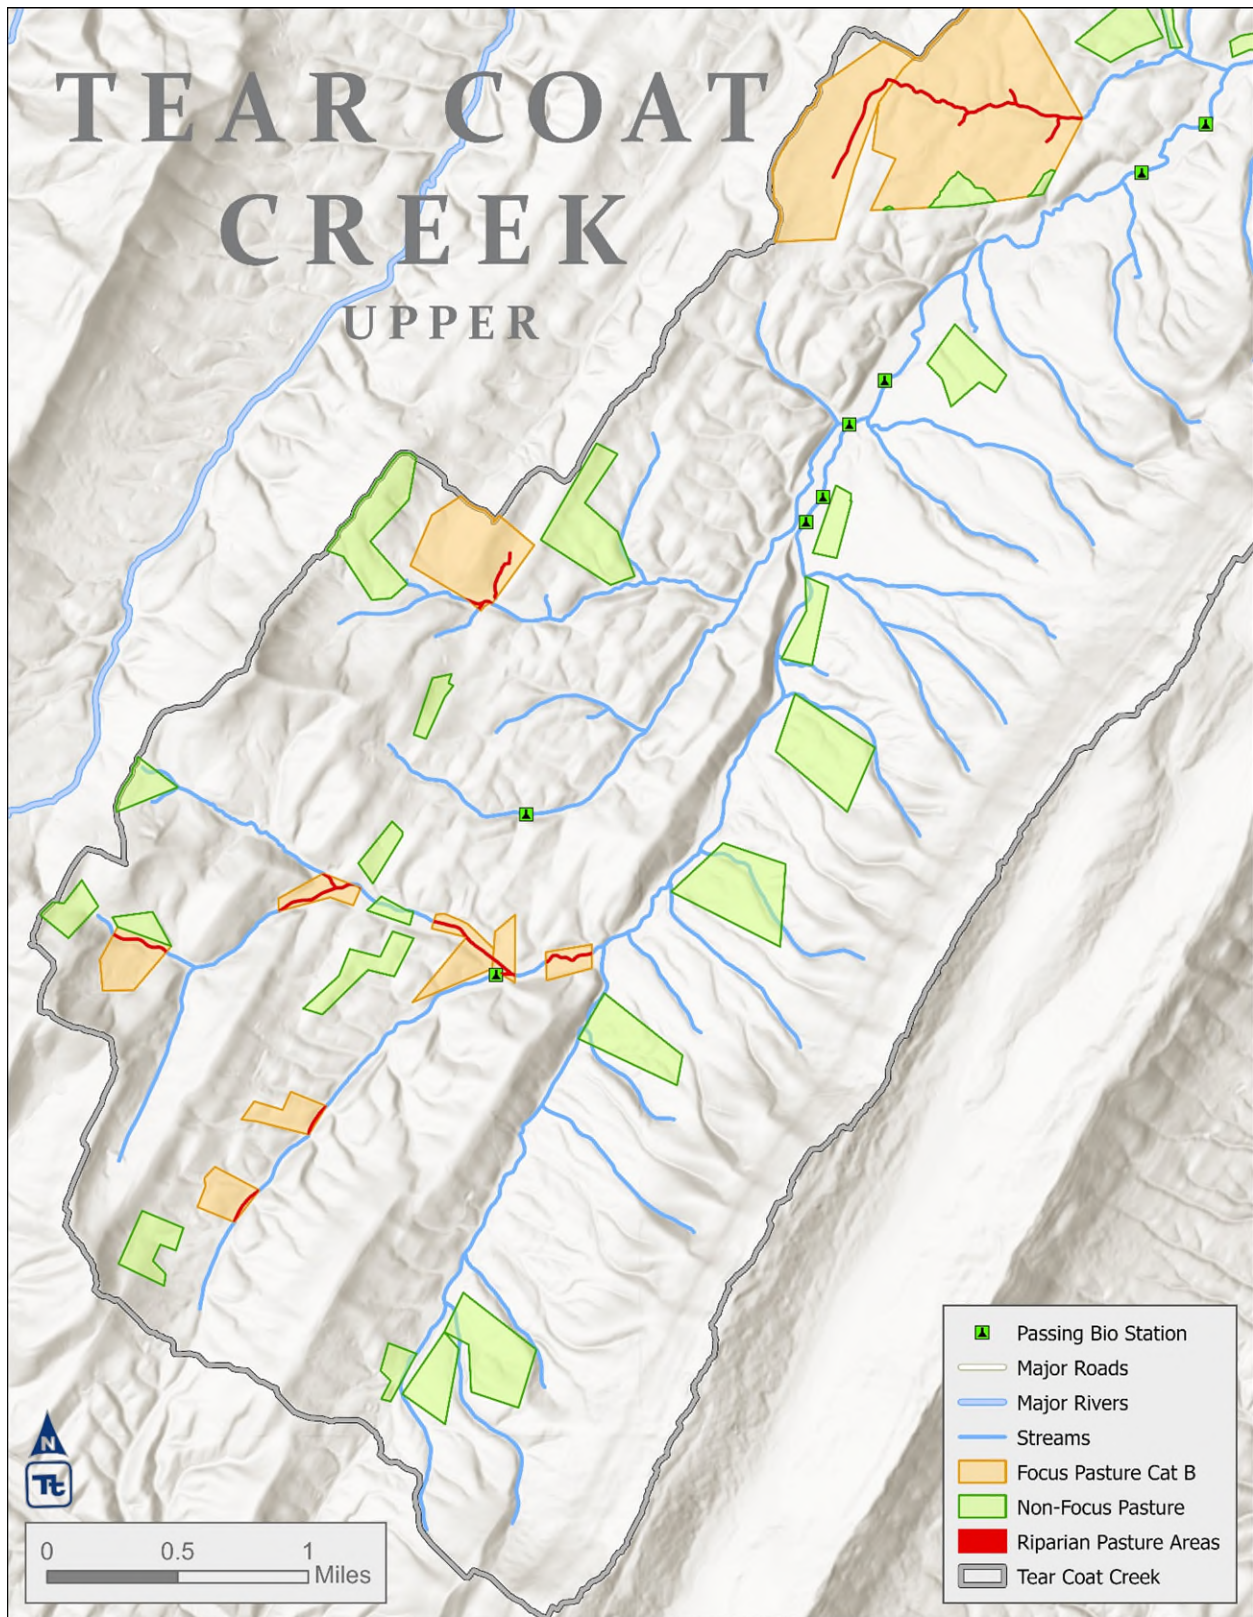 TEAR COAT
CREEK
UPPER
Passing Bio Station
Major Roads
Major Rivers
Streams
Focus Pasture Cat B
Non-Focus Pasture
Riparian Pasture Areas
Tear Coat Creek
N
Tt
0 0.5 1
Miles